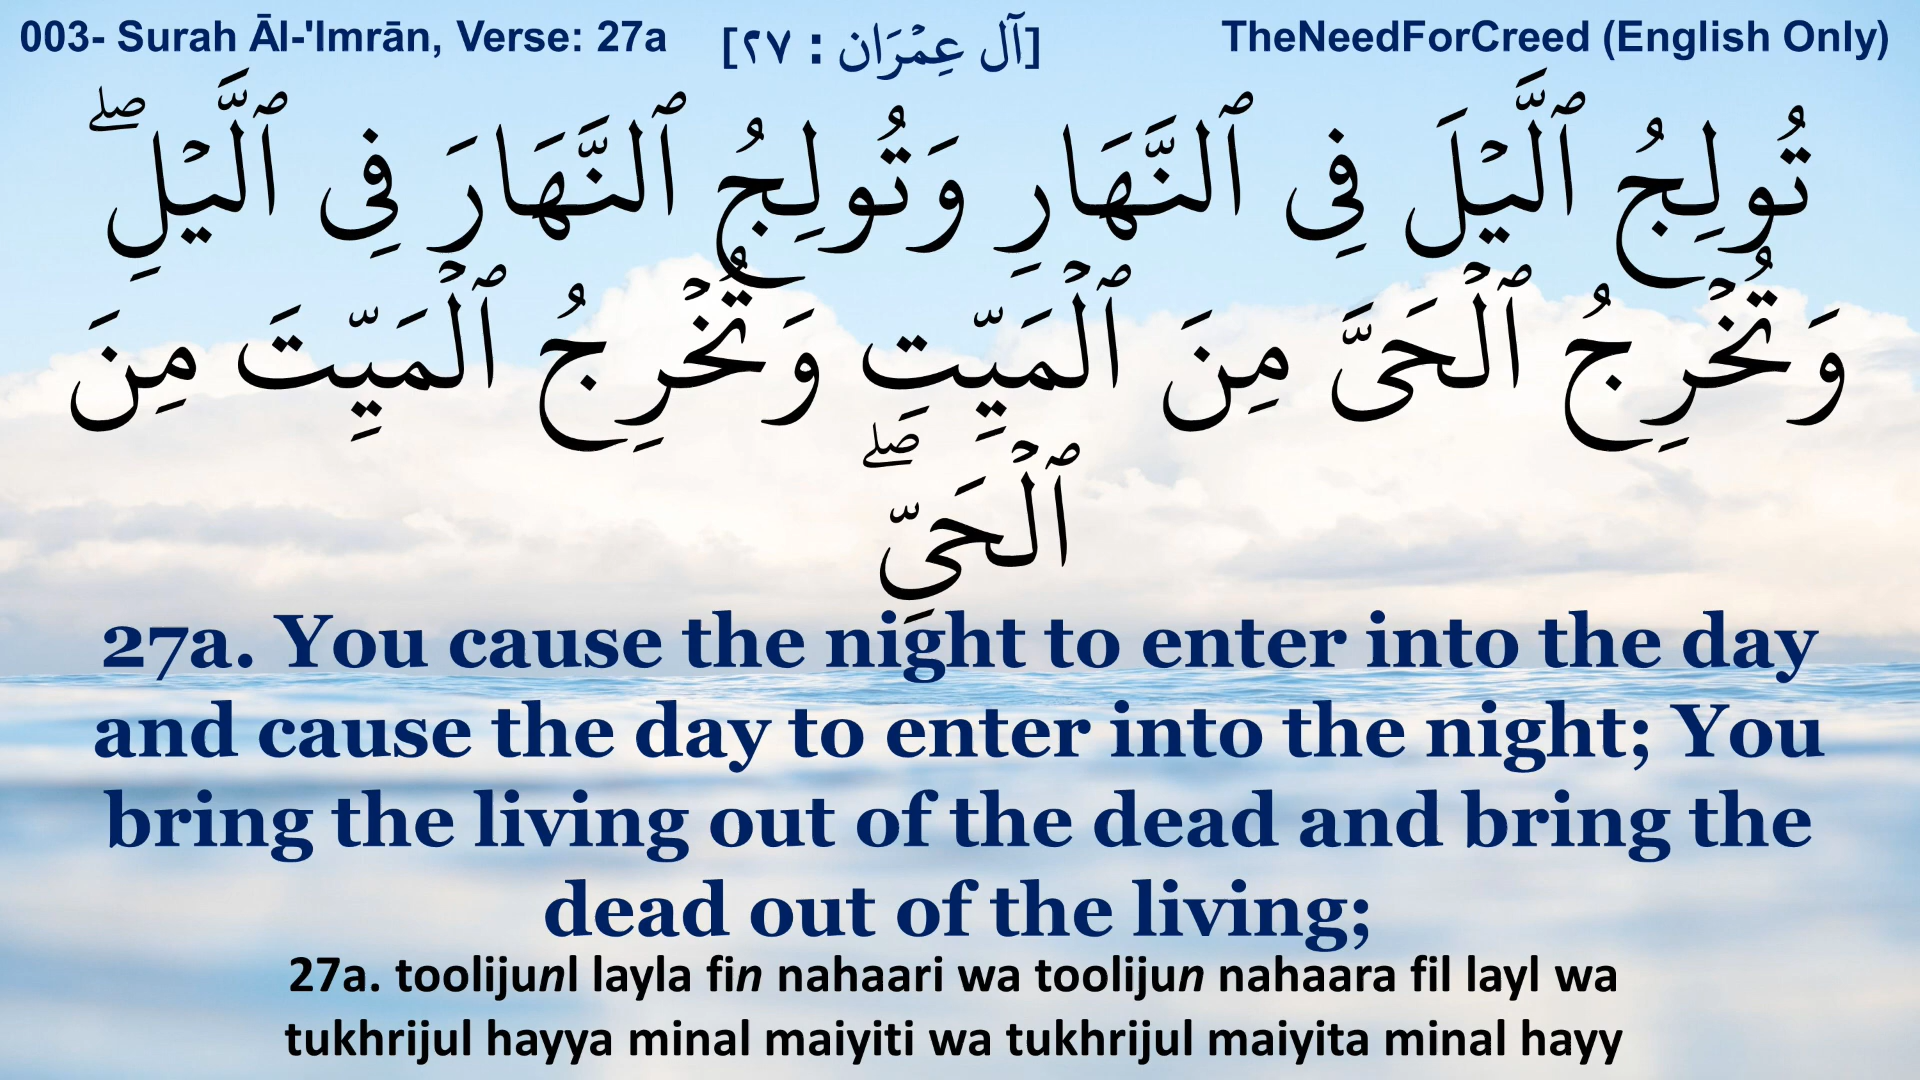 003- Surah Āl-'Imrān, Verse: 27a [آل عِمْرَان : ٢٧] TheNeedForCreed (English Only)
تُولِجُ ٱلَّيْلَ فِى ٱلنَّهَارِ وَتُولِجُ ٱلنَّهَارَ فِى ٱلَّيْلِ ۖ
وَتُخْرِجُ ٱلْحَىَّ مِنَ ٱلْمَيِّتِ وَتُخْرِجُ ٱلْمَيِّتَ مِنَ
ٱلْحَىِّ ۖ
27a. You cause the night to enter into the day
and cause the day to enter into the night; You
bring the living out of the dead and bring the
dead out of the living;
27a. toolijunl layla fin nahaari wa toolijun nahaara fil layl wa
tukhrijul hayya minal maiyiti wa tukhrijul maiyita minal hayy